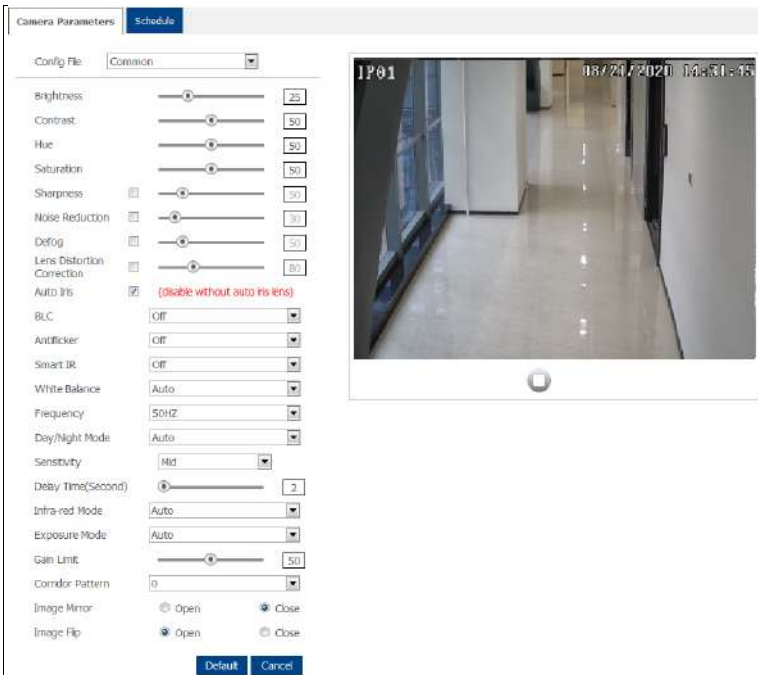 Camera Parameters
Schedule
Config File Common
Brightness 25
Contrast 50
Hue 50
Saturation 50
Sharpness 50
Noise Reduction 30
Defog 50
Lens Distortion
Correction 80
Auto Iris (disable without auto iris lens)
BLC Off
Antiflicker Off
Smart IR Off
White Balance Auto
Frequency 50HZ
Day/Night Mode Auto
Sensitivity Mid
Delay Time(Second) 2
Infra-red Mode Auto
Exposure Mode Auto
Gain Limit 50
Corridor Pattern 0
Image Mirror Open Close
Image Flip Open Close
Default Cancel
IP01 08/21/2020 14:31:45